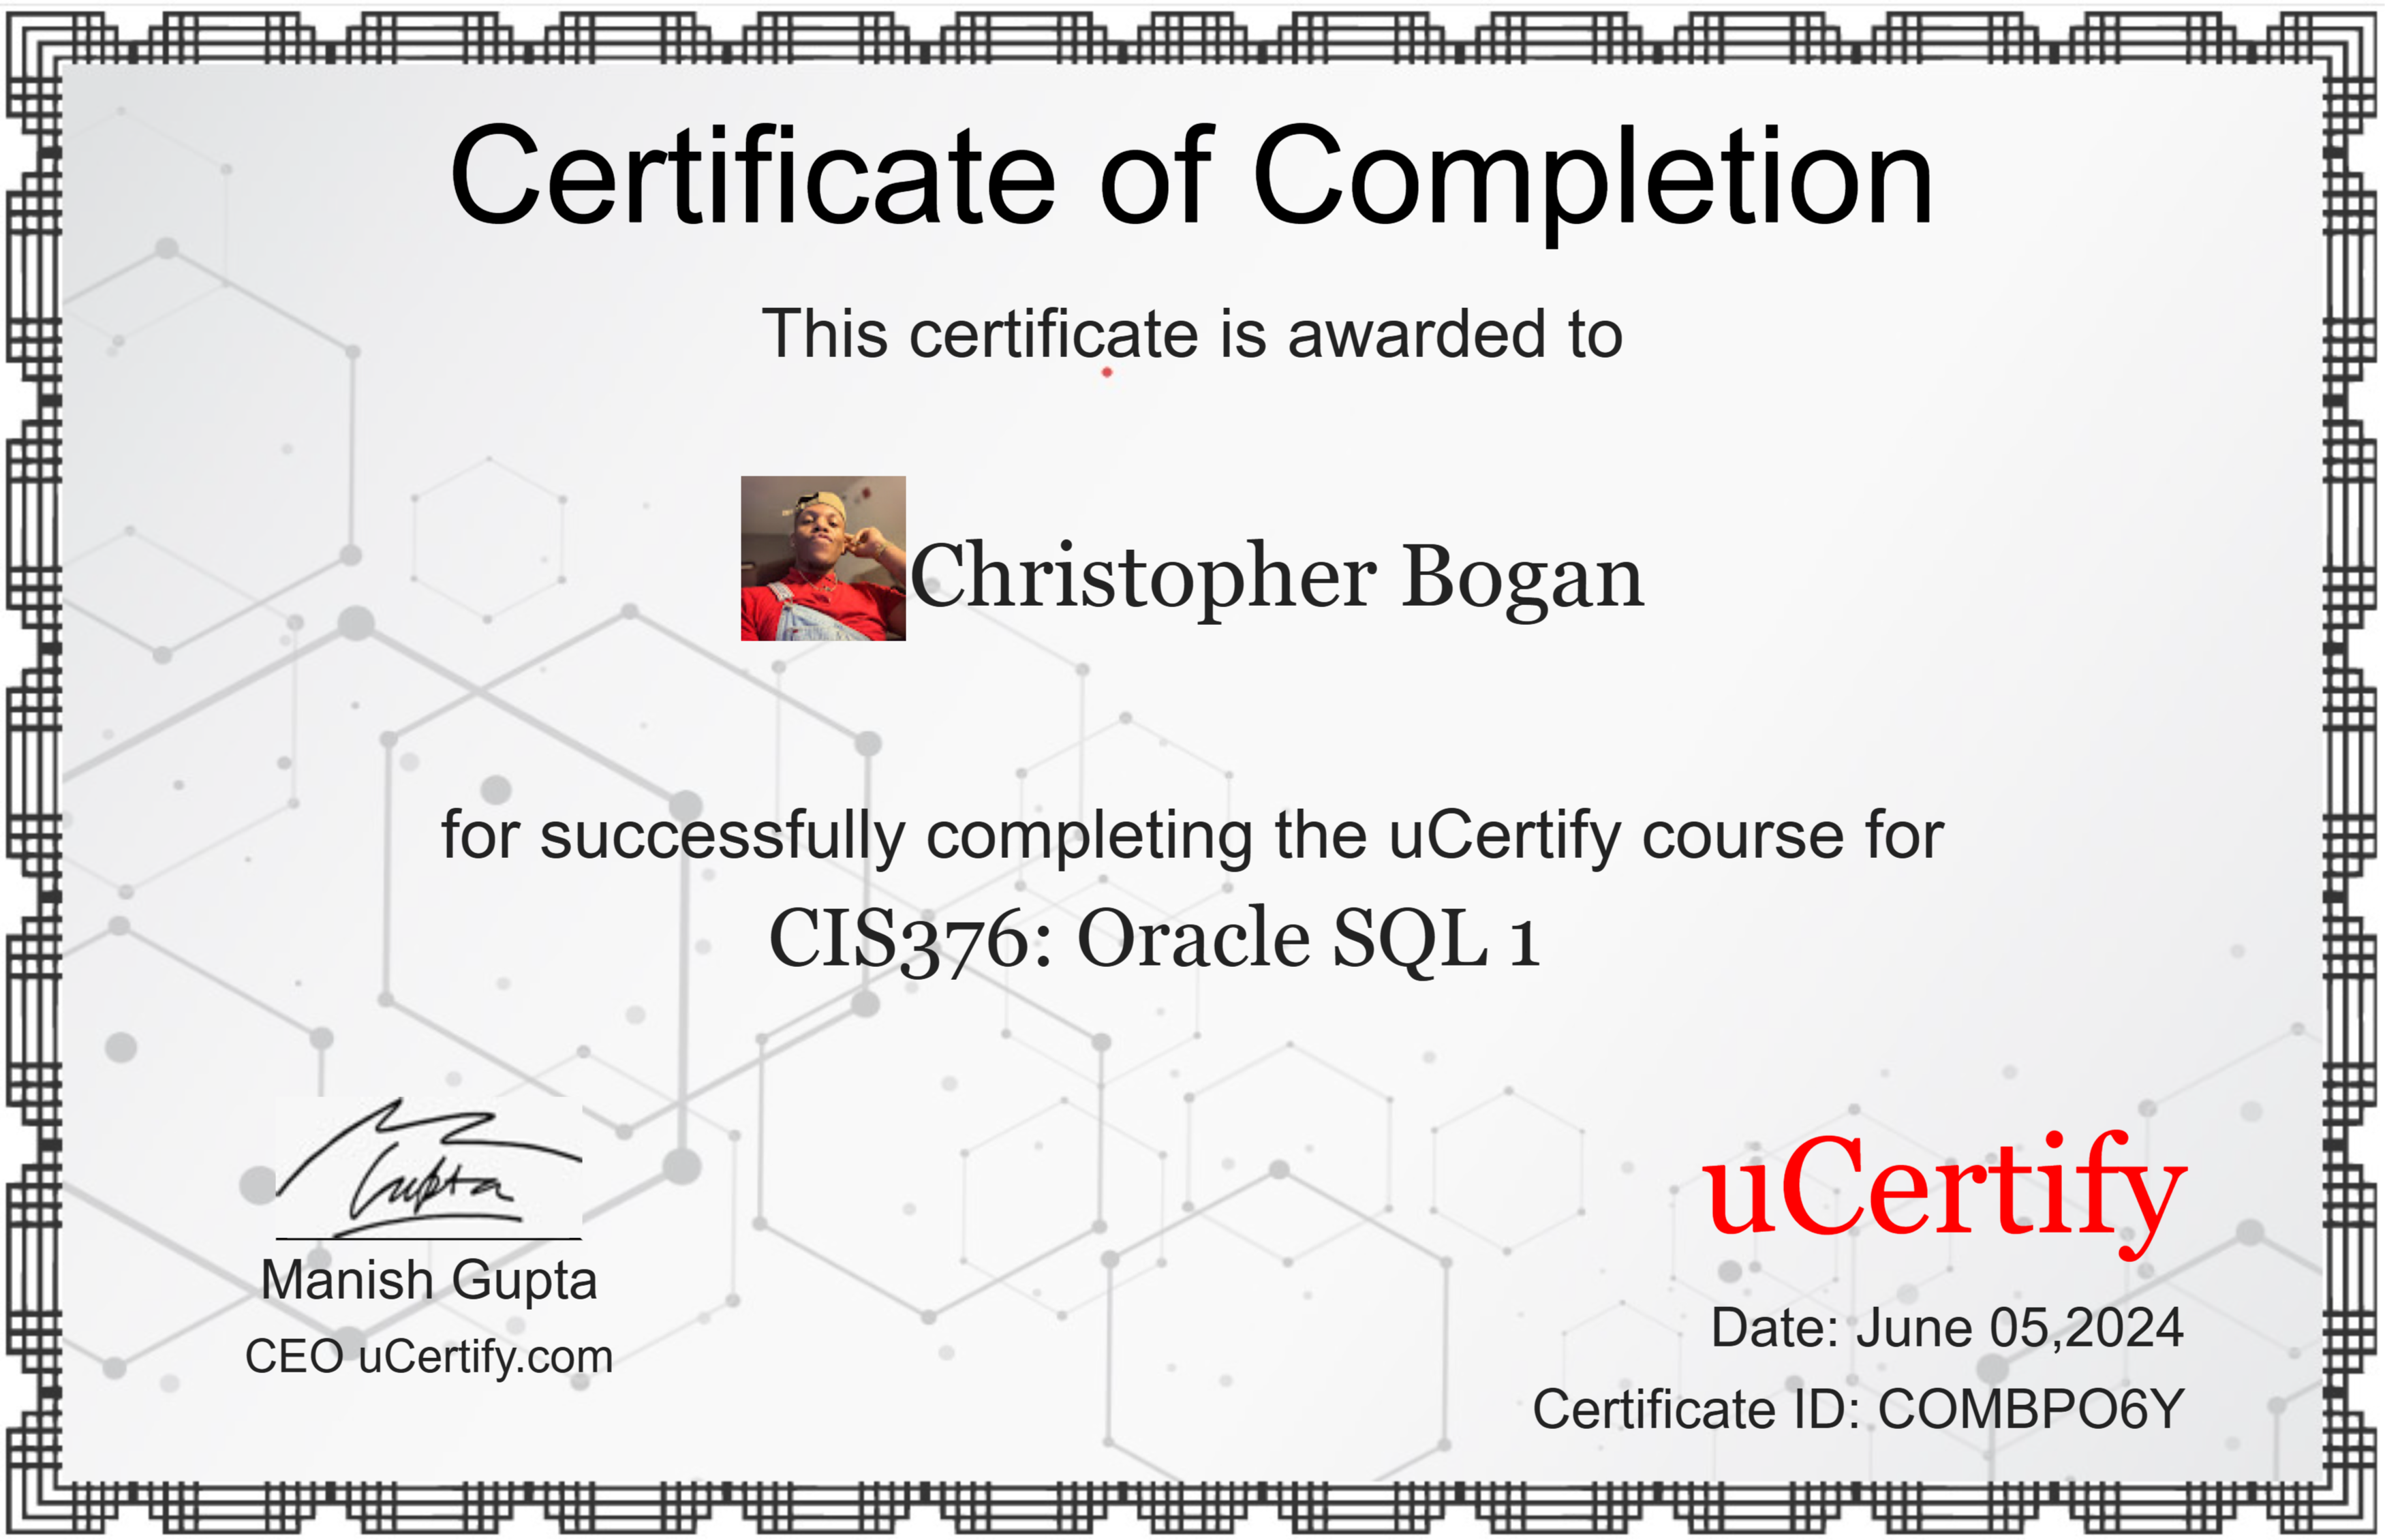 Certificate of Completion
This certificate is awarded to
Christopher Bogan
for successfully completing the uCertify course for
CIS376: Oracle SQL 1
Gupta
Manish Gupta
CEO uCertify.com
uCertify
Date: June 05,2024
Certificate ID: COMBPO6Y